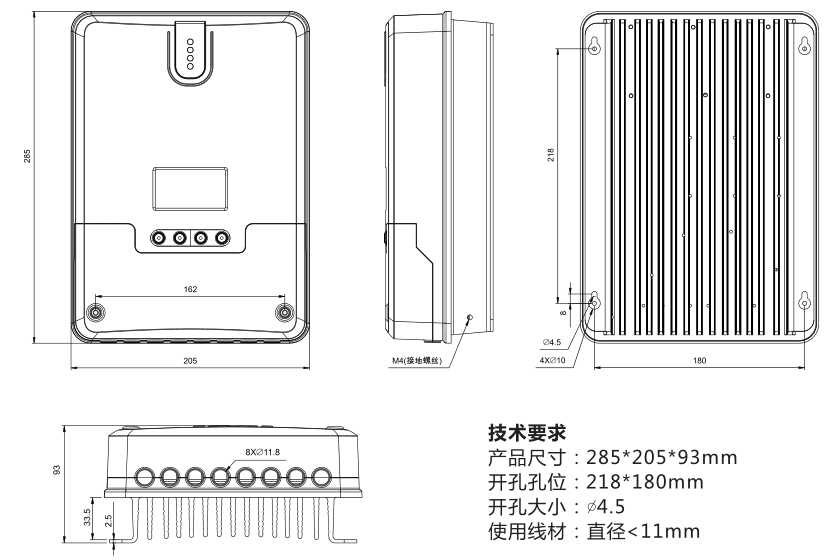 285
162
205
M4(接地螺丝)
218
8
∅4.5
4X∅10
180
93
33.5
2.5
8X∅11.8
技术要求
产品尺寸：285*205*93mm
开孔孔位：218*180mm
开孔大小：∅4.5
使用线材：直径<11mm